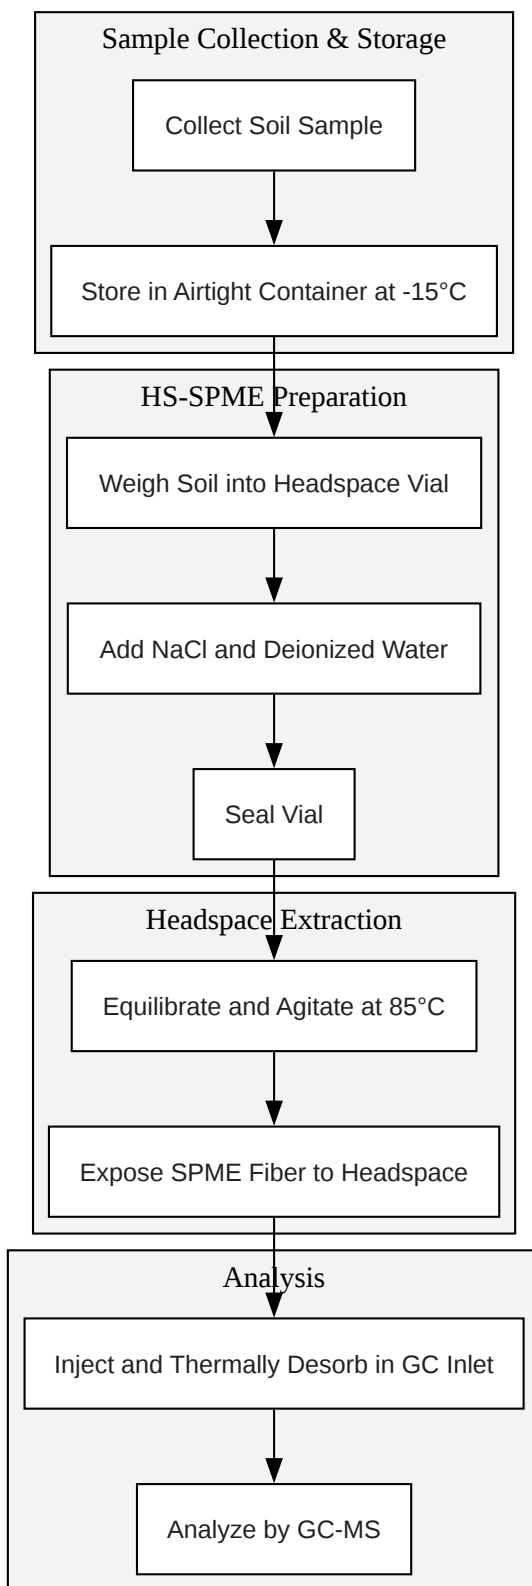 Sample Collection & Storage
Collect Soil Sample
Store in Airtight Container at -15°C
HS-SPME Preparation
Weigh Soil into Headspace Vial
Add NaCl and Deionized Water
Seal Vial
Headspace Extraction
Equilibrate and Agitate at 85°C
Expose SPME Fiber to Headspace
Analysis
Inject and Thermally Desorb in GC Inlet
Analyze by GC-MS